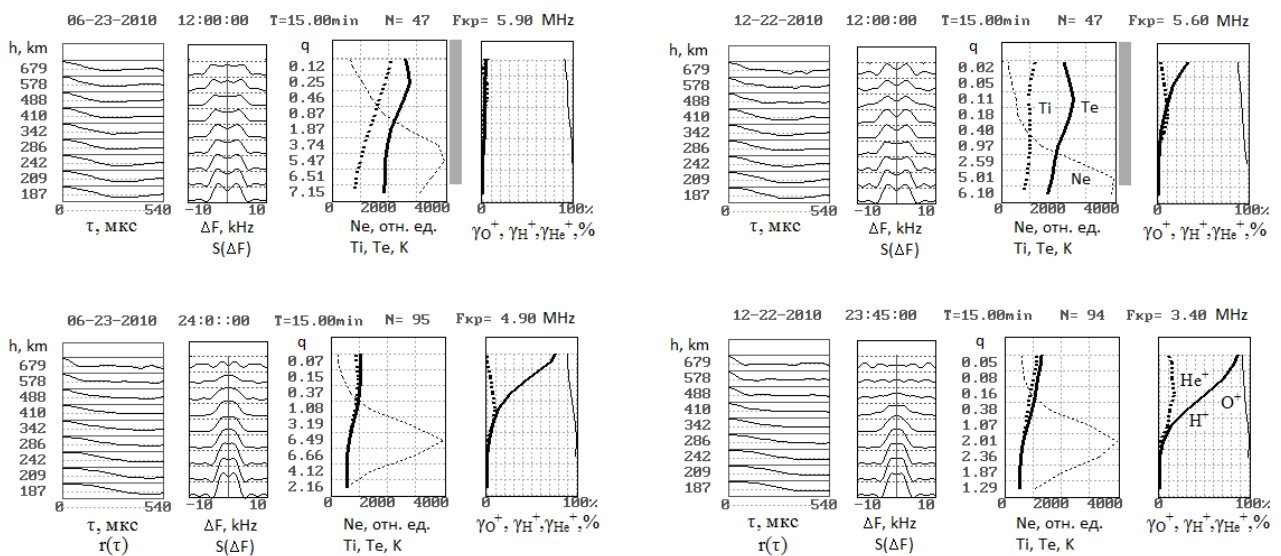 06-23-2010 12:00:00 T=15.00min N= 47 Fкр= 5.90 MHz
h, km
q
679
578
488
410
342
286
242
209
187
0.12
0.25
0.46
0.87
1.87
3.74
5.47
6.51
7.15
0 540
−10 10
0 2000 4000
0 100%
τ, мкс
ΔF, kHz
S(ΔF)
Ne, отн. ед.
Ti, Te, K
γO⁺, γH⁺,γHe⁺,%
12-22-2010 12:00:00 T=15.00min N= 47 Fкр= 5.60 MHz
h, km
q
679
578
488
410
342
286
242
209
187
0.02
0.05
0.11
0.18
0.40
0.97
2.59
5.01
6.10
Ti Te
Ne
0 540
−10 10
0 2000 4000
0 100%
τ, мкс
ΔF, kHz
S(ΔF)
Ne, отн. ед.
Ti, Te, K
γO⁺, γH⁺,γHe⁺,%
06-23-2010 24:0::00 T=15.00min N= 95 Fкр= 4.90 MHz
h, km
q
679
578
488
410
342
286
242
209
187
0.07
0.15
0.37
1.08
3.19
6.49
6.66
4.12
2.16
0 540
−10 10
0 2000 4000
0 100%
τ, мкс
r(τ)
ΔF, kHz
S(ΔF)
Ne, отн. ед.
Ti, Te, K
γO⁺, γH⁺,γHe⁺,%
12-22-2010 23:45:00 T=15.00min N= 94 Fкр= 3.40 MHz
h, km
q
679
578
488
410
342
286
242
209
187
0.05
0.08
0.16
0.38
1.07
2.01
2.36
1.87
1.29
He⁺
O⁺
H⁺
0 540
−10 10
0 2000 4000
0 100%
τ, мкс
r(τ)
ΔF, kHz
S(ΔF)
Ne, отн. ед.
Ti, Te, K
γO⁺, γH⁺,γHe⁺,%